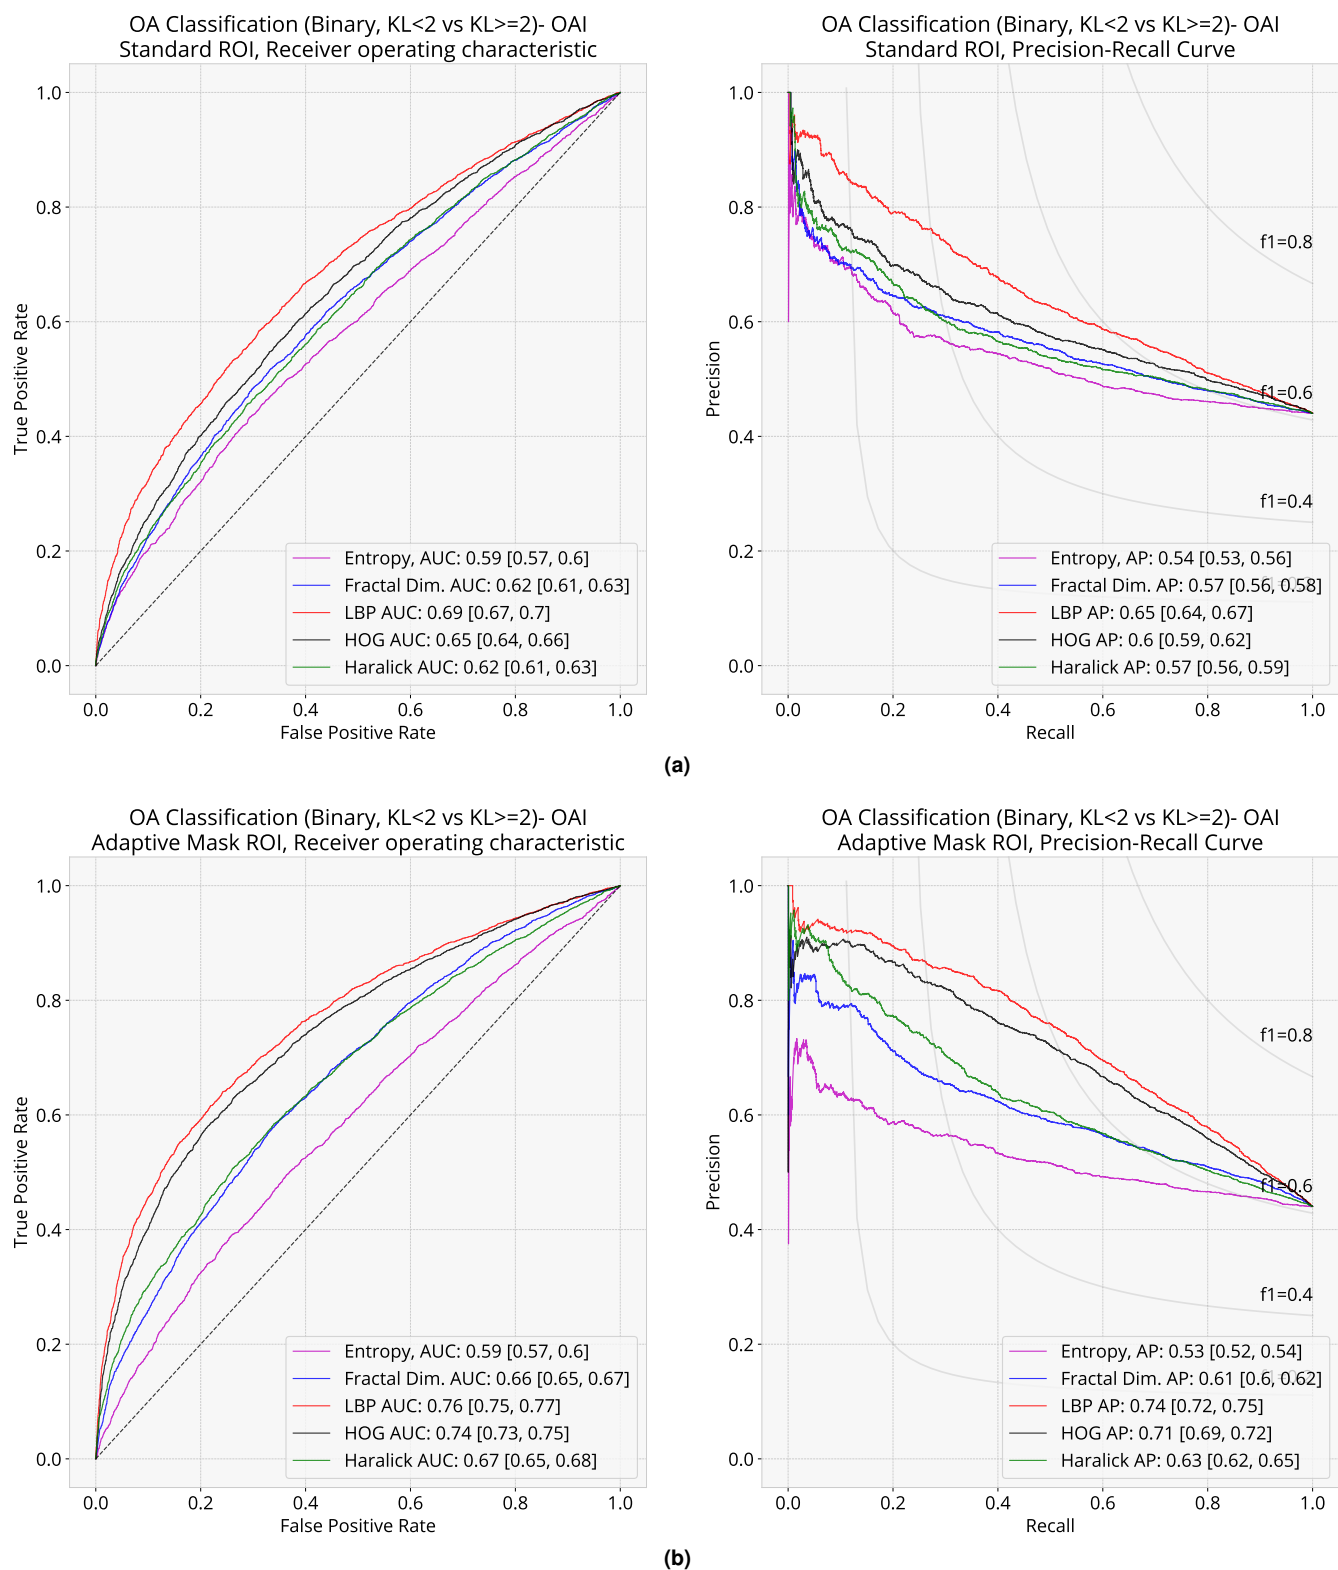 OA Classification (Binary, KL<2 vs KL>=2)- OAI
Standard ROI, Receiver operating characteristic
True Positive Rate
1.0
0.8
0.6
0.4
0.2
0.0
Entropy, AUC: 0.59 [0.57, 0.6]
Fractal Dim. AUC: 0.62 [0.61, 0.63]
LBP AUC: 0.69 [0.67, 0.7]
HOG AUC: 0.65 [0.64, 0.66]
Haralick AUC: 0.62 [0.61, 0.63]
0.0 0.2 0.4 0.6 0.8 1.0
False Positive Rate
OA Classification (Binary, KL<2 vs KL>=2)- OAI
Standard ROI, Precision-Recall Curve
Precision
1.0
0.8
0.6
0.4
0.2
0.0
f1=0.8
f1=0.6
f1=0.4
Entropy, AP: 0.54 [0.53, 0.56]
Fractal Dim. AP: 0.57 [0.56, 0.58]
LBP AP: 0.65 [0.64, 0.67]
HOG AP: 0.6 [0.59, 0.62]
Haralick AP: 0.57 [0.56, 0.59]
0.0 0.2 0.4 0.6 0.8 1.0
Recall
(a)
OA Classification (Binary, KL<2 vs KL>=2)- OAI
Adaptive Mask ROI, Receiver operating characteristic
True Positive Rate
1.0
0.8
0.6
0.4
0.2
0.0
Entropy, AUC: 0.59 [0.57, 0.6]
Fractal Dim. AUC: 0.66 [0.65, 0.67]
LBP AUC: 0.76 [0.75, 0.77]
HOG AUC: 0.74 [0.73, 0.75]
Haralick AUC: 0.67 [0.65, 0.68]
0.0 0.2 0.4 0.6 0.8 1.0
False Positive Rate
OA Classification (Binary, KL<2 vs KL>=2)- OAI
Adaptive Mask ROI, Precision-Recall Curve
Precision
1.0
0.8
0.6
0.4
0.2
0.0
f1=0.8
f1=0.6
f1=0.4
Entropy, AP: 0.53 [0.52, 0.54]
Fractal Dim. AP: 0.61 [0.6, 0.62]
LBP AP: 0.74 [0.72, 0.75]
HOG AP: 0.71 [0.69, 0.72]
Haralick AP: 0.63 [0.62, 0.65]
0.0 0.2 0.4 0.6 0.8 1.0
Recall
(b)